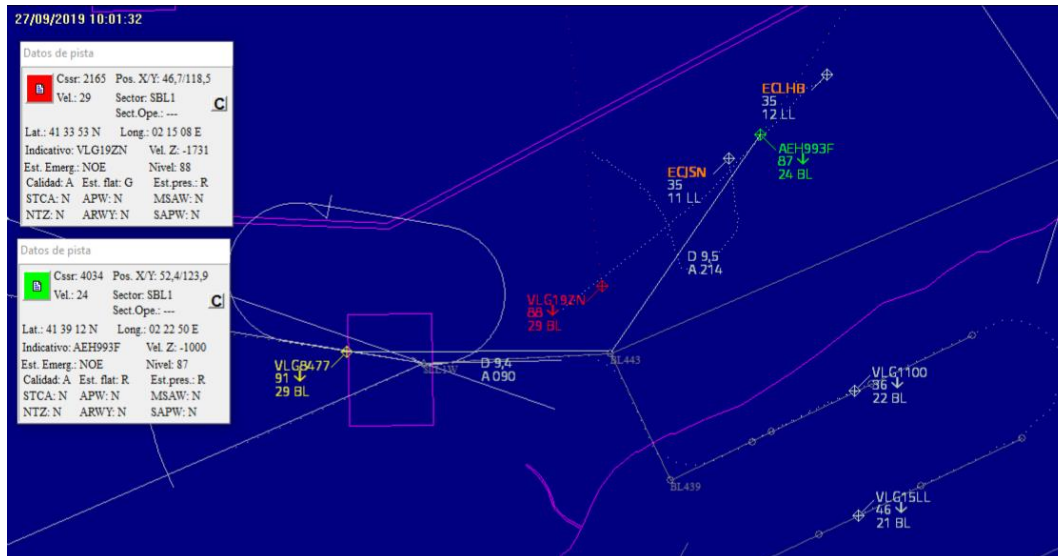 27/09/2019 10:01:32
Datos de pista
Cssr: 2165 Pos. X/Y: 46,7/118,5
Vel.: 29 Sector: SBL1
C
Sect.Ope.: ---
Lat.: 41 33 53 N Long.: 02 15 08 E
Indicativo: VLG19ZN Vel. Z: -1731
Est. Emerg.: NOE Nivel: 88
Calidad: A Est. flat: G Est.pres.: R
STCA: N APW: N MSAW: N
NTZ: N ARWY: N SAPW: N
Datos de pista
Cssr: 4034 Pos. X/Y: 52,4/123,9
Vel.: 24 Sector: SBL1
C
Sect.Ope.: ---
Lat.: 41 39 12 N Long.: 02 22 50 E
Indicativo: AEH993F Vel. Z: -1000
Est. Emerg.: NOE Nivel: 87
Calidad: A Est. flat: R Est.pres.: R
STCA: N APW: N MSAW: N
NTZ: N ARWY: N SAPW: N
ECLHB
35
12 LL
AEH993F
87 ↓
24 BL
ECJSN
35
11 LL
D 9,5
A 214
VLG19ZN
88 ↓
29 BL
BL443
VLG8477
91 ↓
29 BL
D 9,4
A 090
VLG1100
36 ↓
22 BL
BL439
VLG15LL
46 ↓
21 BL